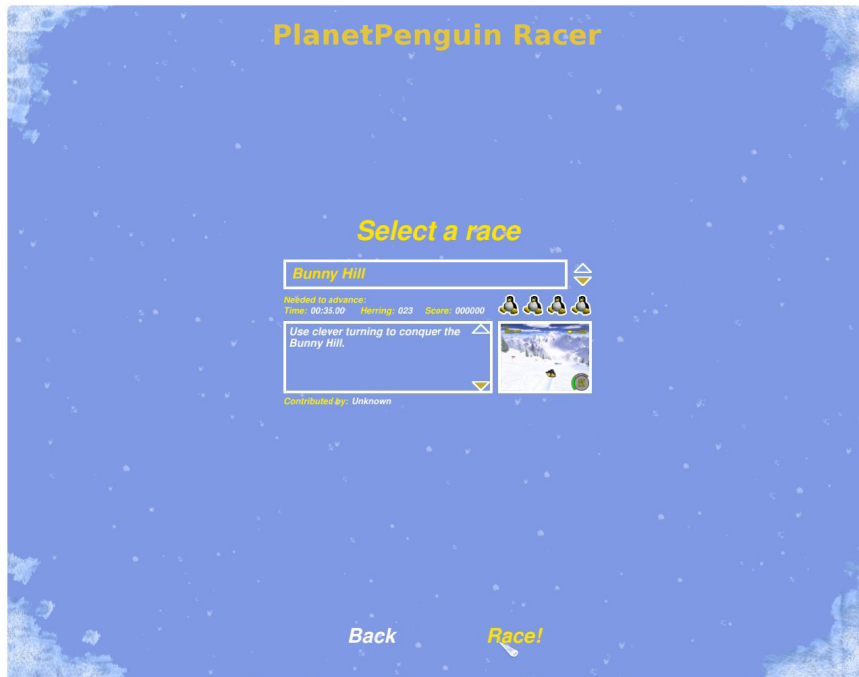 PlanetPenguin Racer
Select a race
Bunny Hill
Needed to advance:
Time: 00:35.00 Herring: 023 Score: 000000
Use clever turning to conquer the
Bunny Hill.
Contributed by: Unknown
Back Race!